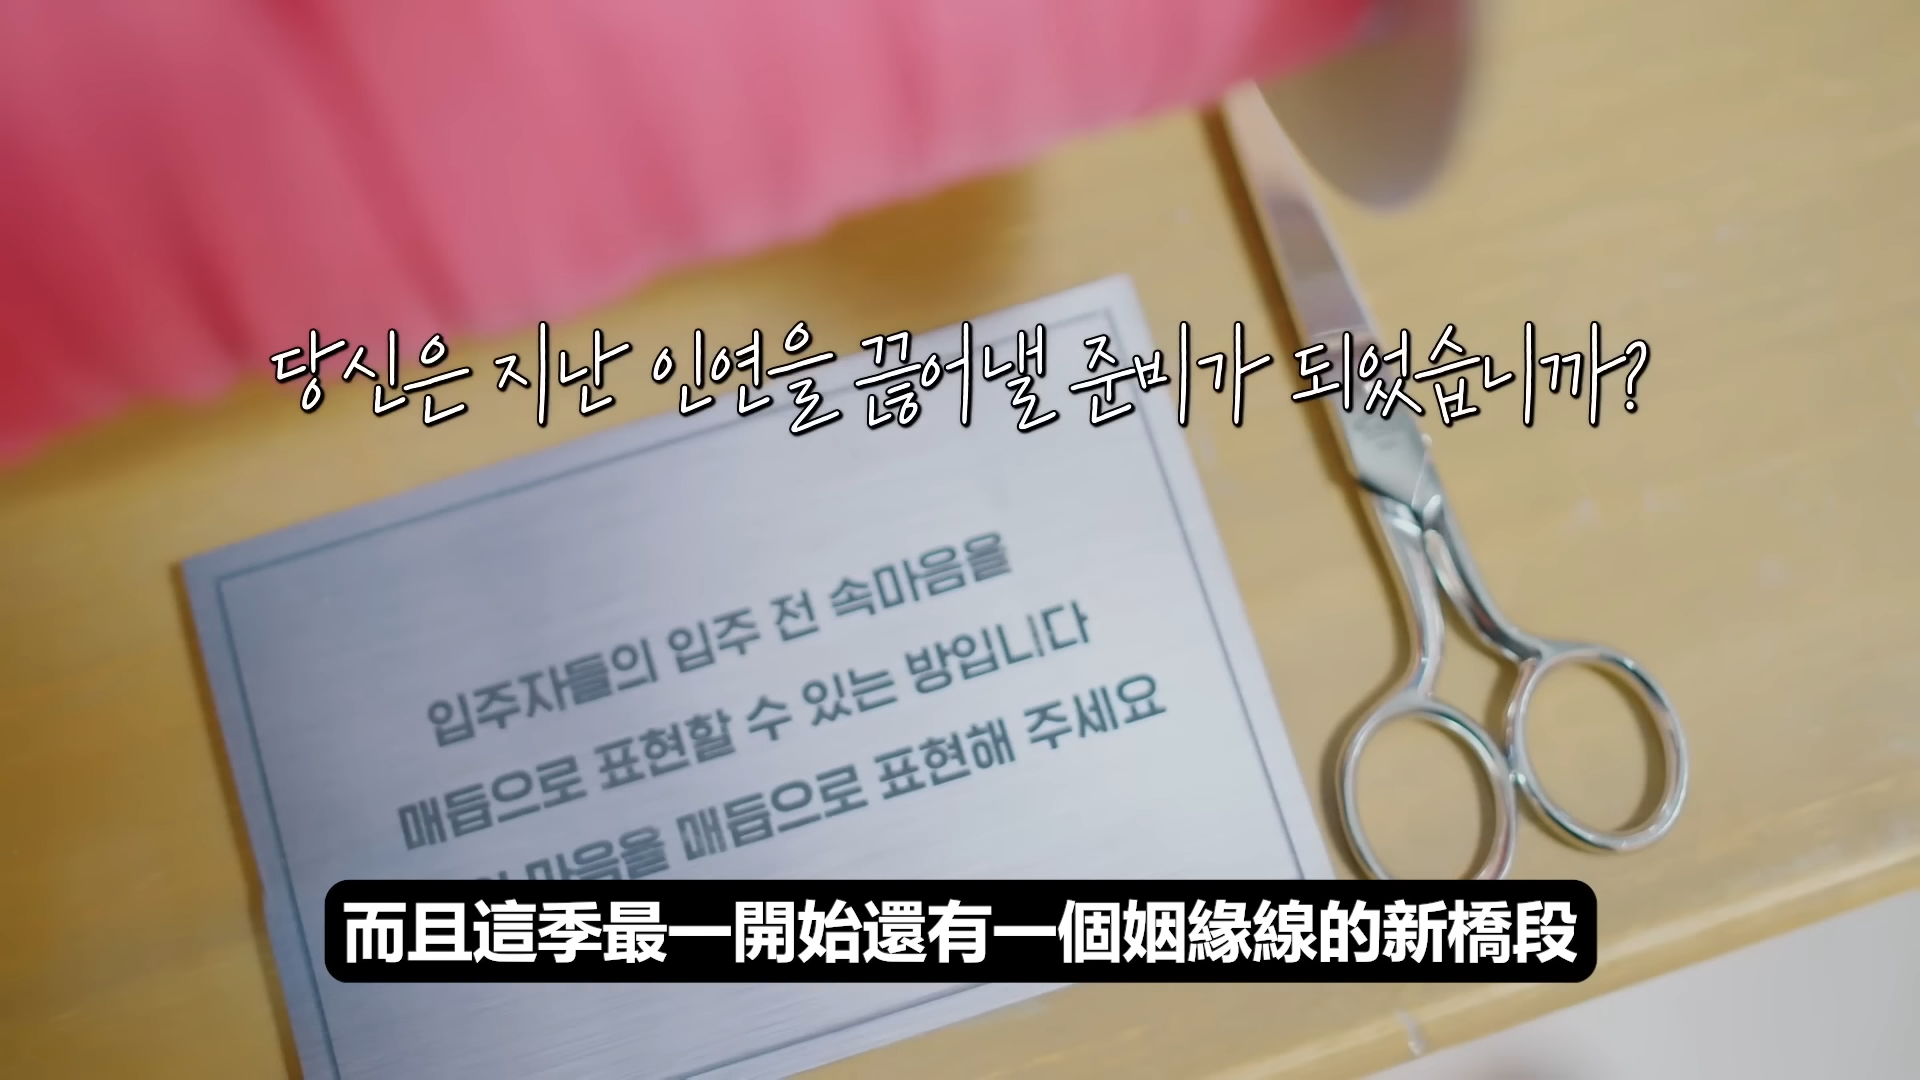 당신은 지난 인연을 끊어낼 준비가 되었습니까?
입주자들의 입주 전 속마음을
매듭으로 표현할 수 있는 방입니다
마음을 매듭으로 표현해 주세요
而且這季最一開始還有一個姻緣線的新橋段